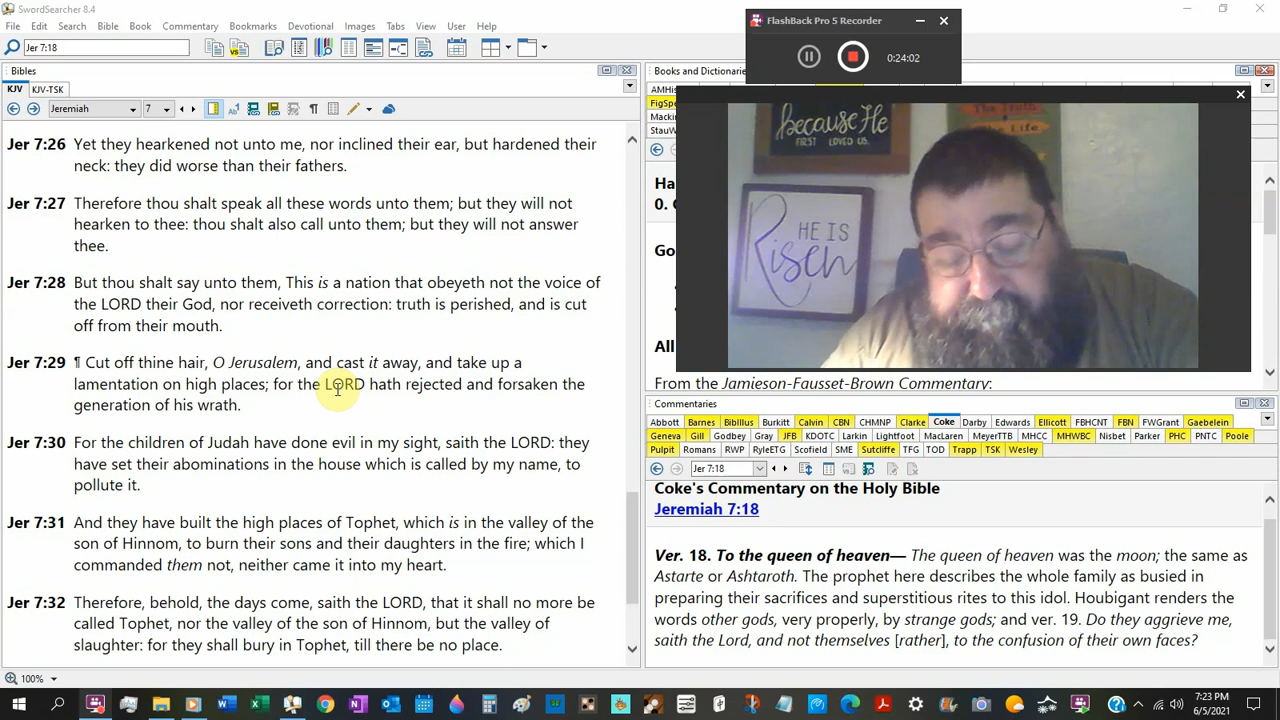 SwordSearcher 8.4
File Edit Search Bible Book Commentary Bookmarks Devotional Images Tabs View User Help
Jer 7:18
FlashBack Pro 5 Recorder
0:24:02
Bibles
KJV KJV-TSK
Jeremiah 7
Jer 7:26 Yet they hearkened not unto me, nor inclined their ear, but hardened their
neck: they did worse than their fathers.
Jer 7:27 Therefore thou shalt speak all these words unto them; but they will not
hearken to thee: thou shalt also call unto them; but they will not answer
thee.
Jer 7:28 But thou shalt say unto them, This is a nation that obeyeth not the voice of
the LORD their God, nor receiveth correction: truth is perished, and is cut
off from their mouth.
Jer 7:29 ¶ Cut off thine hair, O Jerusalem, and cast it away, and take up a
lamentation on high places; for the LORD hath rejected and forsaken the
generation of his wrath.
Jer 7:30 For the children of Judah have done evil in my sight, saith the LORD: they
have set their abominations in the house which is called by my name, to
pollute it.
Jer 7:31 And they have built the high places of Tophet, which is in the valley of the
son of Hinnom, to burn their sons and their daughters in the fire; which I
commanded them not, neither came it into my heart.
Jer 7:32 Therefore, behold, the days come, saith the LORD, that it shall no more be
called Tophet, nor the valley of the son of Hinnom, but the valley of
slaughter: for they shall bury in Tophet, till there be no place.
100%
Books and Dictionarie
AMHis
FigSpe
Mackin
StauW
Ha
0.
Go
All
because He
FIRST LOVED US.
The Truth
The Life
HE IS
Risen
From the Jamieson-Fausset-Brown Commentary:
Commentaries
Abbott Barnes BibIllus Burkitt Calvin CBN CHMNP Clarke Coke Darby Edwards Ellicott FBHCNT FBN FWGrant Gaebelein
Geneva Gill Godbey Gray JFB KDOTC Larkin Lightfoot MacLaren MeyerTTB MHCC MHWBC Nisbet Parker PHC PNTC Poole
Pulpit Romans RWP RyleETG Scofield SME Sutcliffe TFG TOD Trapp TSK Wesley
Jer 7:18
Coke's Commentary on the Holy Bible
Jeremiah 7:18
Ver. 18. To the queen of heaven— The queen of heaven was the moon; the same as
Astarte or Ashtaroth. The prophet here describes the whole family as busied in
preparing their sacrifices and superstitious rites to this idol. Houbigant renders the
words other gods, very properly, by strange gods; and ver. 19. Do they aggrieve me,
saith the Lord, and not themselves [rather], to the confusion of their own faces?
7:23 PM
6/5/2021